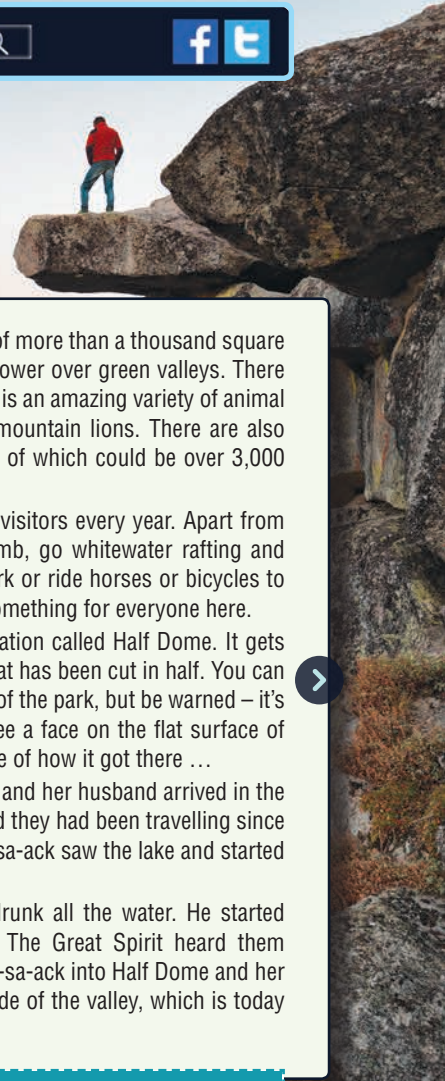 f t
of more than a thousand square
ower over green valleys. There
is an amazing variety of animal
mountain lions. There are also
of which could be over 3,000
visitors every year. Apart from
mb, go whitewater rafting and
rk or ride horses or bicycles to
omething for everyone here.
ation called Half Dome. It gets
at has been cut in half. You can
of the park, but be warned – it's
ee a face on the flat surface of
e of how it got there …
and her husband arrived in the
d they had been travelling since
sa-ack saw the lake and started
drunk all the water. He started
The Great Spirit heard them
-sa-ack into Half Dome and her
de of the valley, which is today